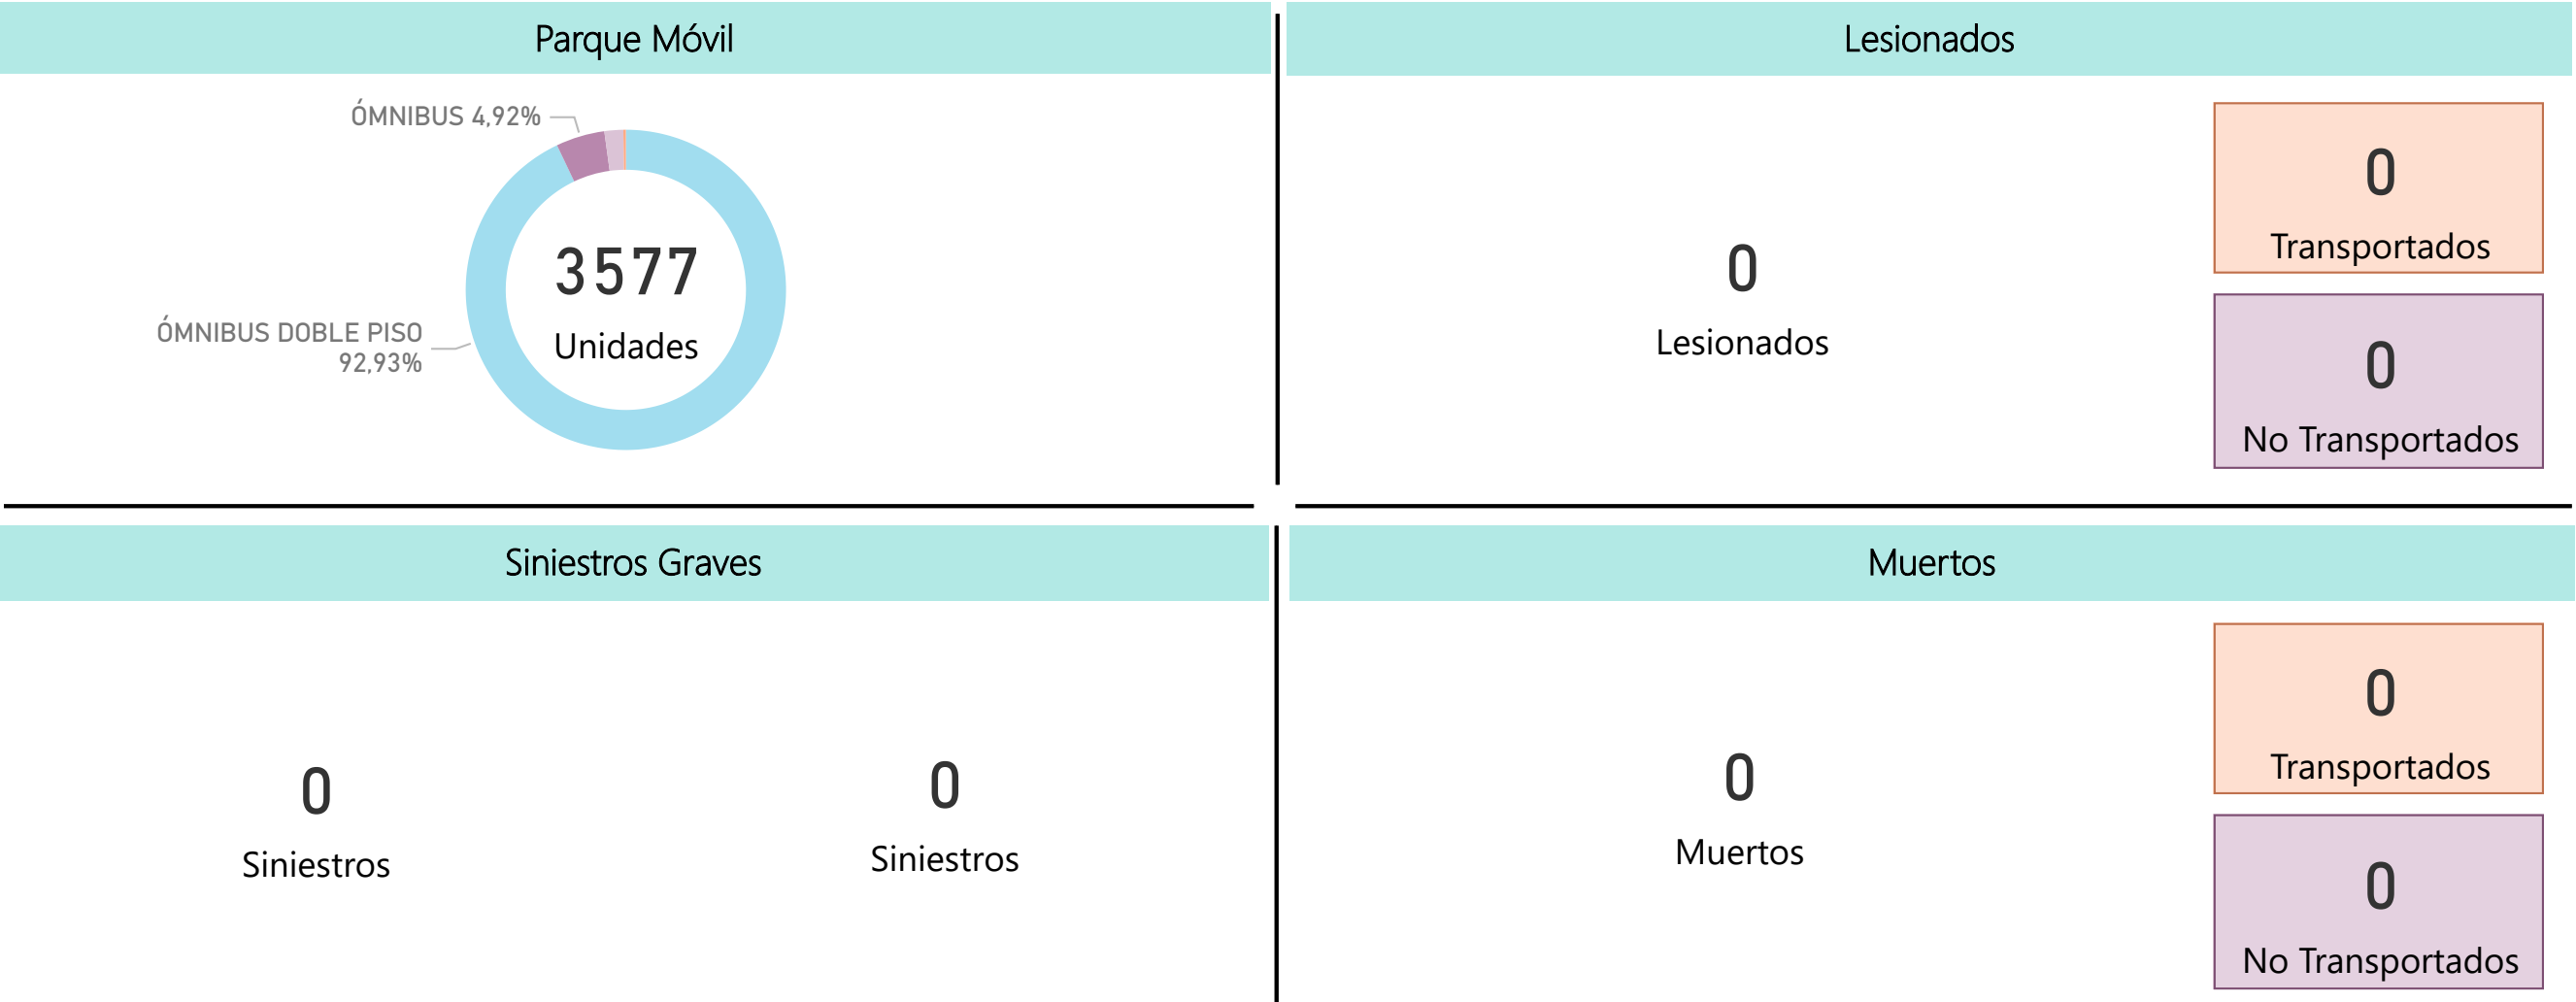 Parque Móvil
ÓMNIBUS 4,92%
3577
Unidades
ÓMNIBUS DOBLE PISO
92,93%
Lesionados
0
Lesionados
0
Transportados
0
No Transportados
Siniestros Graves
0
Siniestros
0
Siniestros
Muertos
0
Muertos
0
Transportados
0
No Transportados